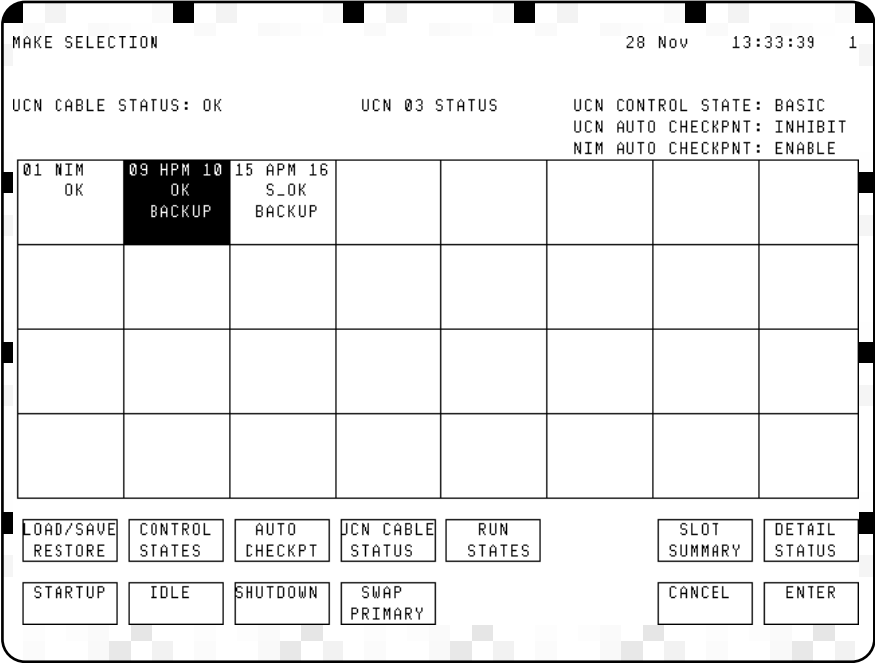 MAKE SELECTION 28 Nov 13:33:39 1
UCN CABLE STATUS: OK UCN 03 STATUS UCN CONTROL STATE: BASIC
UCN AUTO CHECKPNT: INHIBIT
NIM AUTO CHECKPNT: ENABLE
01 NIM 09 HPM 10 15 APM 16
OK OK S_OK
BACKUP BACKUP
LOAD/SAVE CONTROL AUTO UCN CABLE RUN SLOT DETAIL
RESTORE STATES CHECKPT STATUS STATES SUMMARY STATUS
STARTUP IDLE SHUTDOWN SWAP CANCEL ENTER
PRIMARY